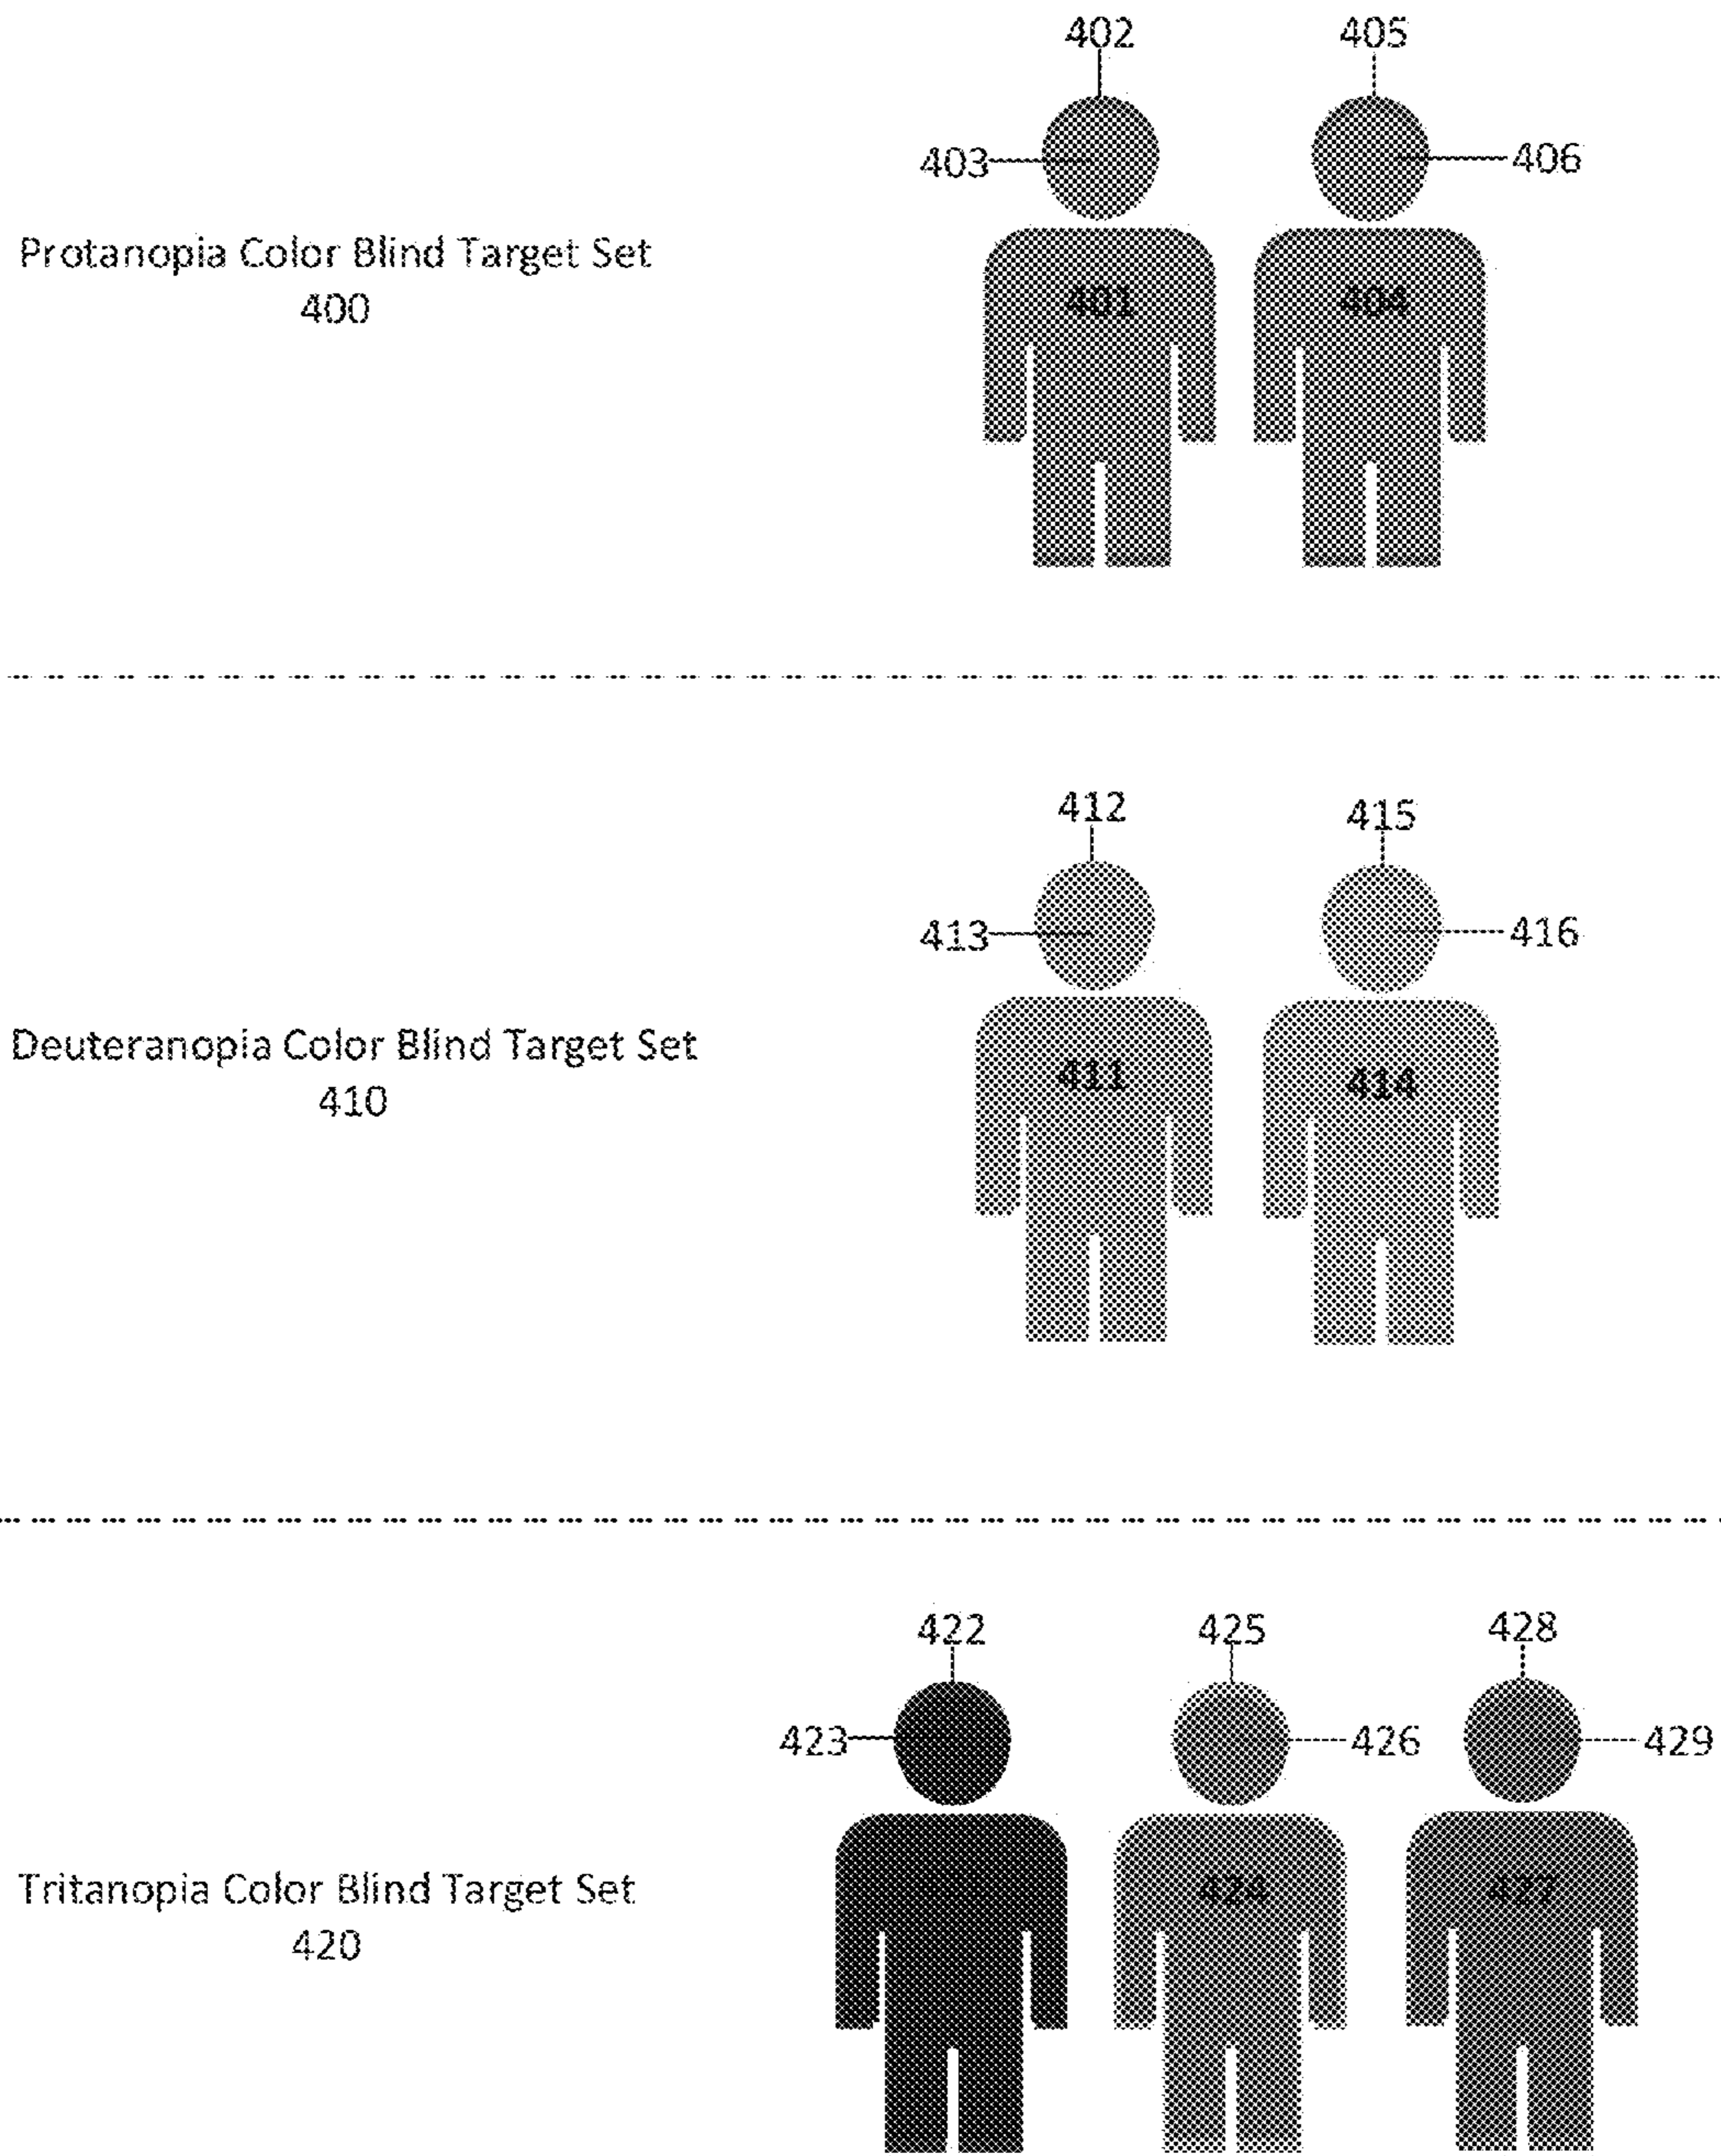 402 405
403 406
Protanopia Color Blind Target Set
400
401 404
412 415
413 416
Deuteranopia Color Blind Target Set
410
411 414
422 425 428
423 426 429
Tritanopia Color Blind Target Set
420
424 427